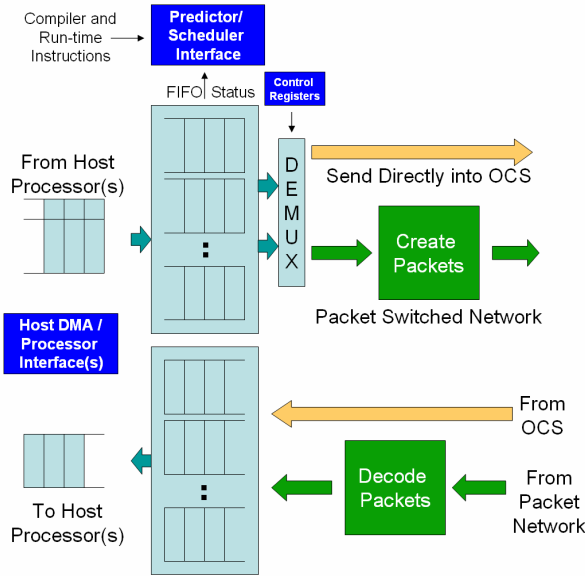 Compiler and
Run-time
Instructions
Predictor/
Scheduler
Interface
FIFO Status
Control
Registers
From Host
Processor(s)
DEMUX
Send Directly into OCS
Create
Packets
Packet Switched Network
Host DMA /
Processor
Interface(s)
From
OCS
To Host
Processor(s)
Decode
Packets
From
Packet
Network